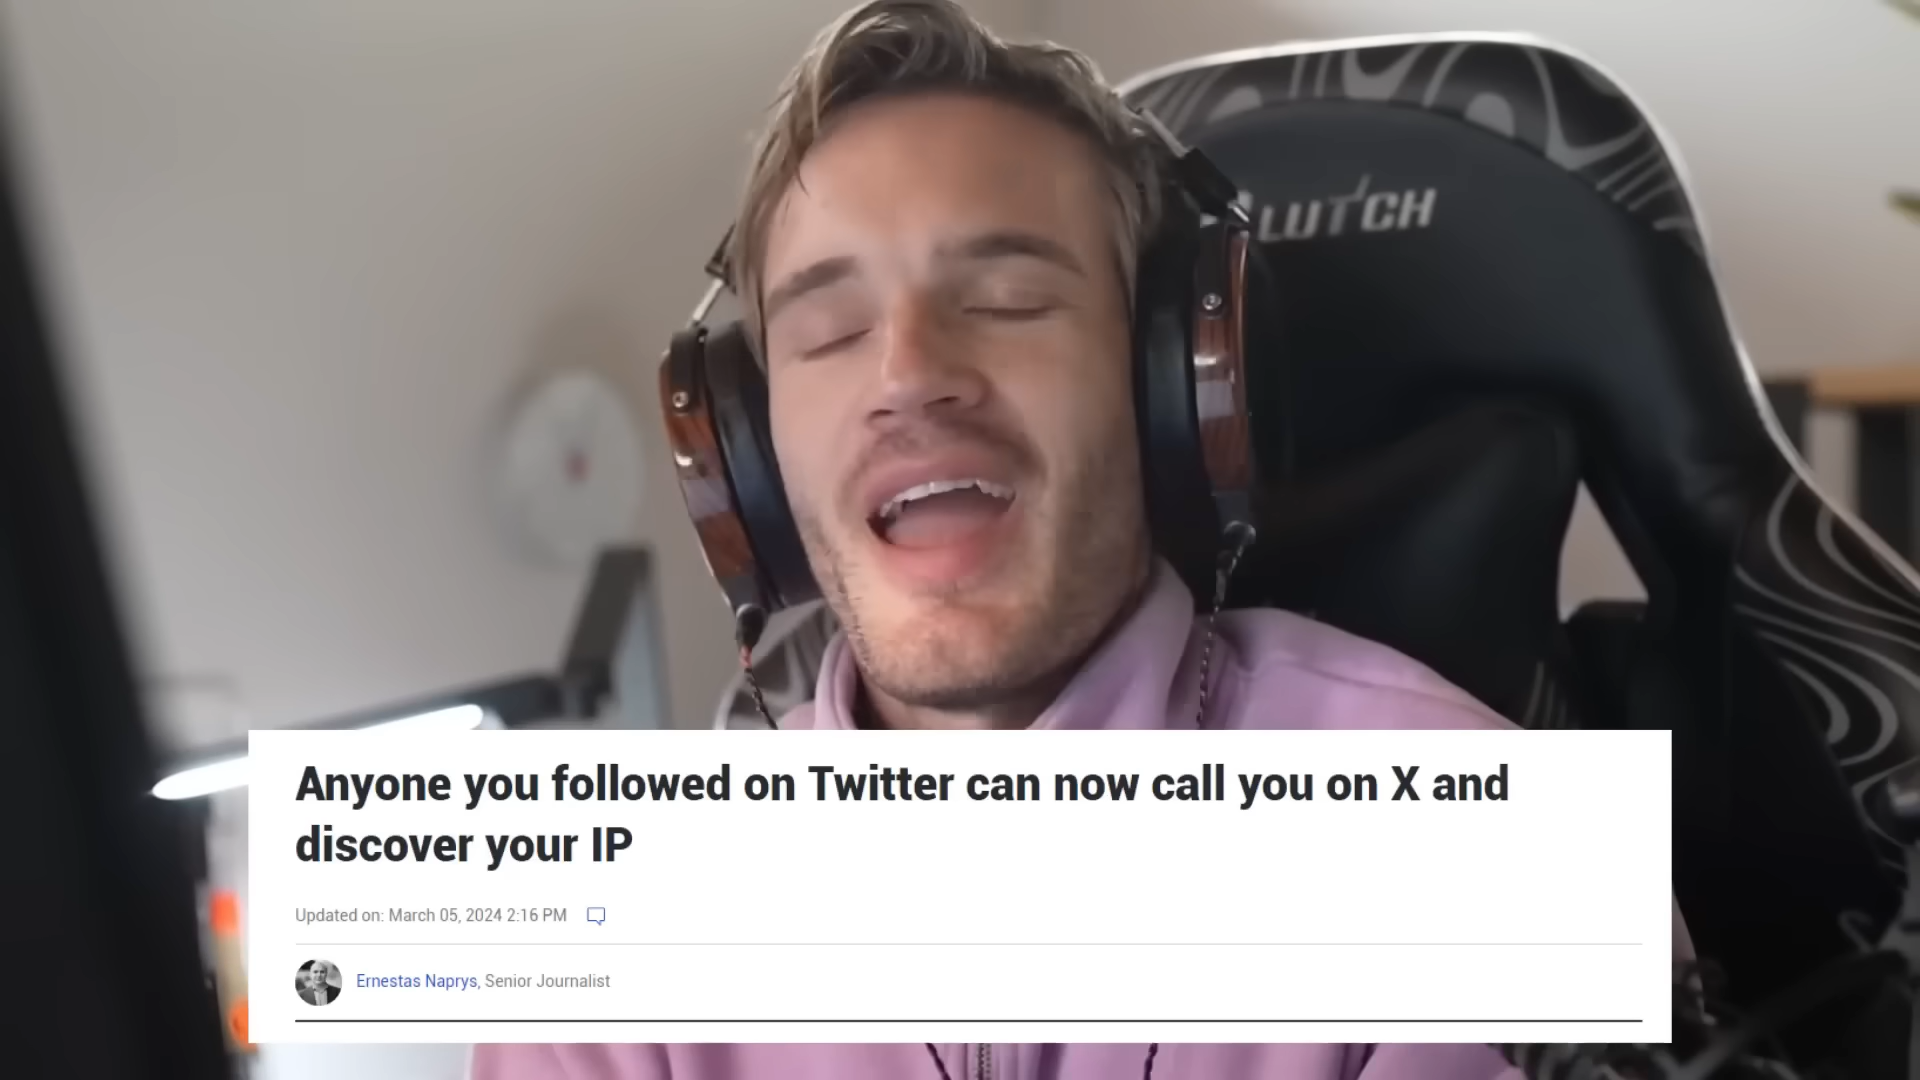 CLUTCH
Anyone you followed on Twitter can now call you on X and
discover your IP
Updated on: March 05, 2024 2:16 PM
Ernestas Naprys, Senior Journalist